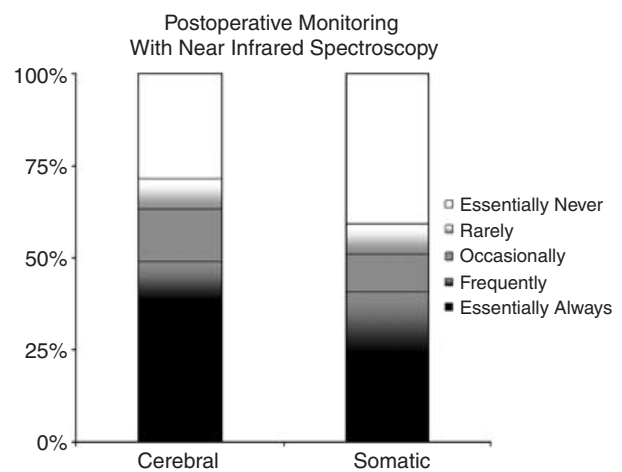 Postoperative Monitoring
With Near Infrared Spectroscopy
100%
75%
50%
25%
0%
Cerebral
Somatic
Essentially Never
Rarely
Occasionally
Frequently
Essentially Always